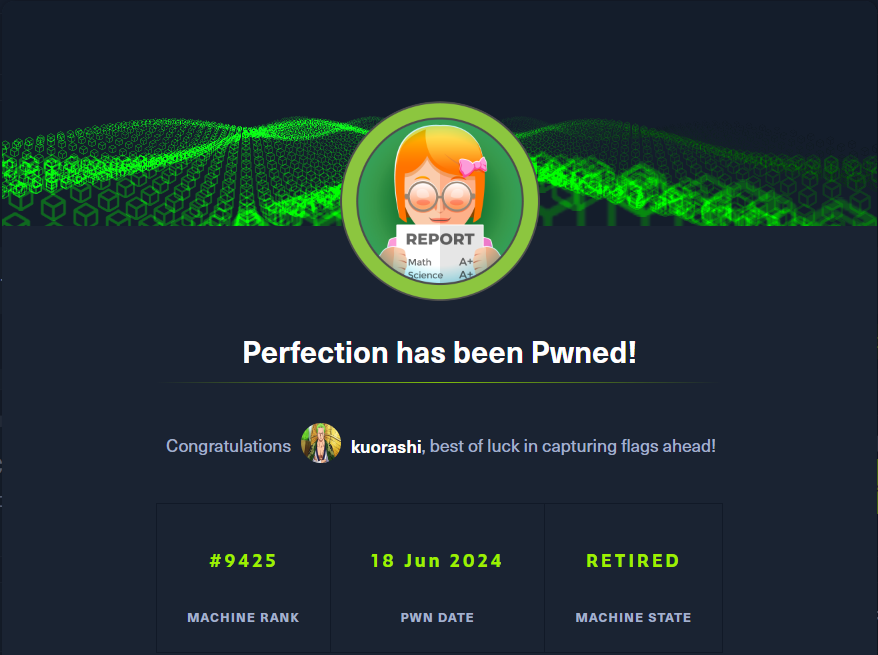 REPORT
Math A+
Science A+
Perfection has been Pwned!
Congratulations kuorashi, best of luck in capturing flags ahead!
#9425 18 Jun 2024 RETIRED
MACHINE RANK PWN DATE MACHINE STATE